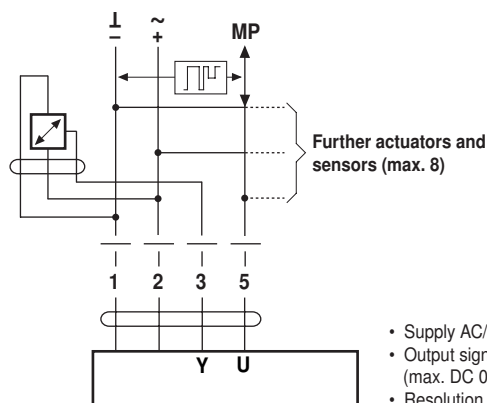 ⊥ ~
– + MP
Further actuators and
sensors (max. 8)
1 2 3 5
Y U
• Supply AC/
• Output sign
(max. DC 0
• Resolution